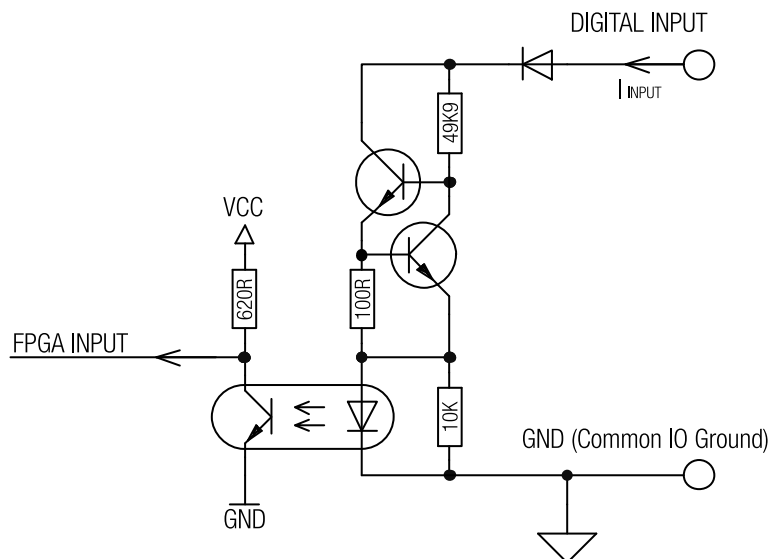 DIGITAL INPUT
I INPUT
49K9
VCC
620R
100R
FPGA INPUT
10K
GND (Common IO Ground)
GND